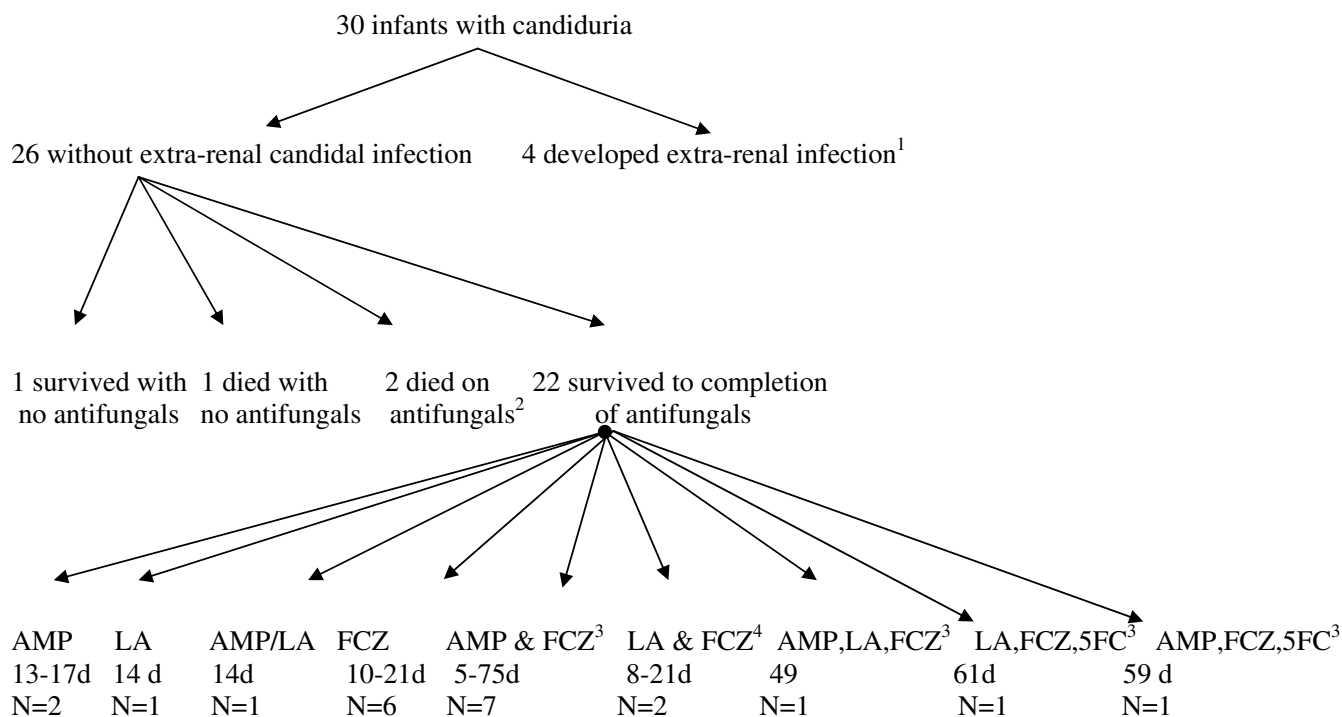 30 infants with candiduria
26 without extra-renal candidal infection 4 developed extra-renal infection¹
1 survived with 1 died with 2 died on 22 survived to completion
no antifungals no antifungals antifungals² of antifungals
AMP LA AMP/LA FCZ AMP & FCZ³ LA & FCZ⁴ AMP,LA,FCZ³ LA,FCZ,5FC³ AMP,FCZ,5FC³
13-17d 14 d 14d 10-21d 5-75d 8-21d 49 61d 59 d
N=2 N=1 N=1 N=6 N=7 N=2 N=1 N=1 N=1